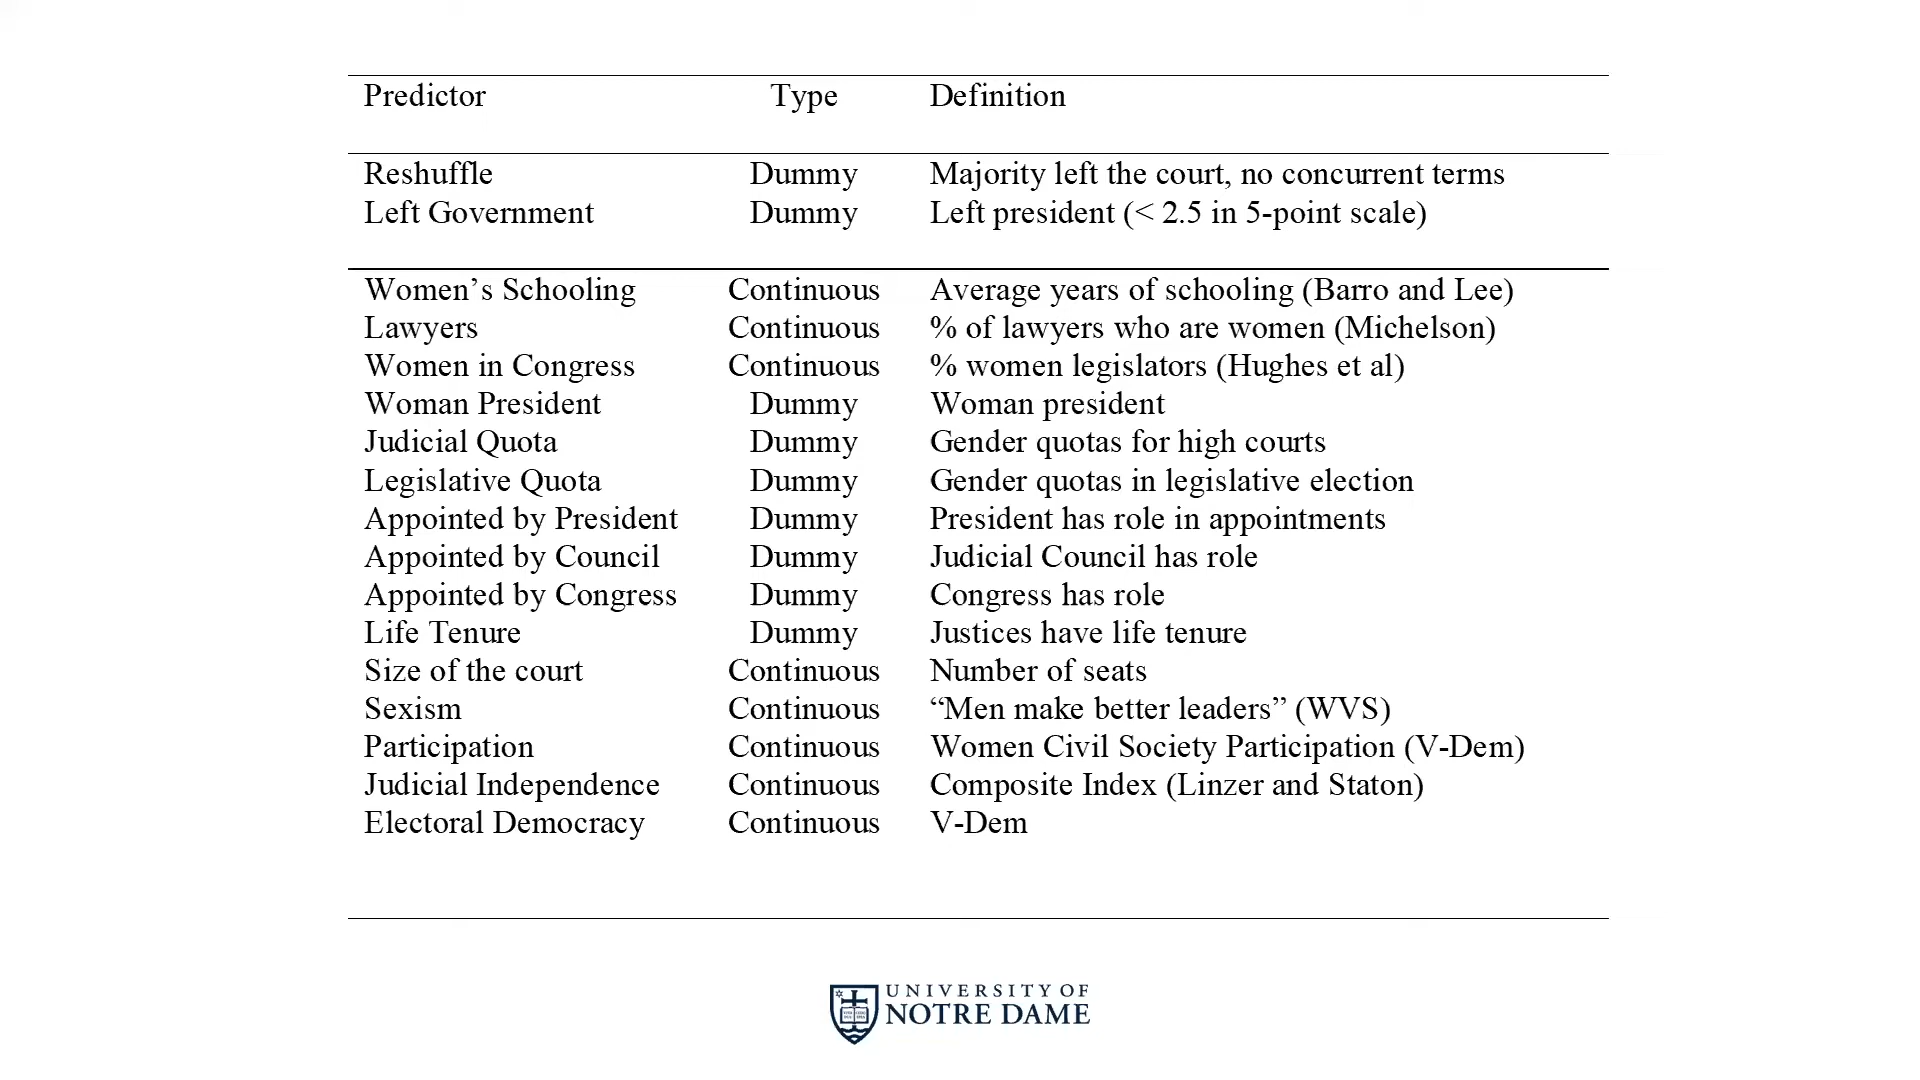 Predictor Type Definition
Reshuffle Dummy Majority left the court, no concurrent terms
Left Government Dummy Left president (< 2.5 in 5-point scale)
Women’s Schooling Continuous Average years of schooling (Barro and Lee)
Lawyers Continuous % of lawyers who are women (Michelson)
Women in Congress Continuous % women legislators (Hughes et al)
Woman President Dummy Woman president
Judicial Quota Dummy Gender quotas for high courts
Legislative Quota Dummy Gender quotas in legislative election
Appointed by President Dummy President has role in appointments
Appointed by Council Dummy Judicial Council has role
Appointed by Congress Dummy Congress has role
Life Tenure Dummy Justices have life tenure
Size of the court Continuous Number of seats
Sexism Continuous “Men make better leaders” (WVS)
Participation Continuous Women Civil Society Participation (V-Dem)
Judicial Independence Continuous Composite Index (Linzer and Staton)
Electoral Democracy Continuous V-Dem
UNIVERSITY OF
NOTRE DAME